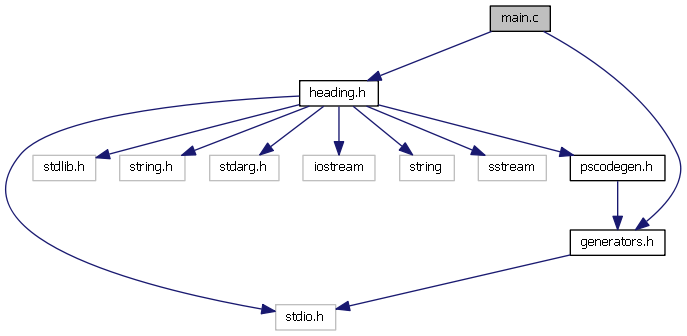 main.c
heading.h
stdlib.h
string.h
stdarg.h
iostream
string
sstream
pscodegen.h
generators.h
stdio.h